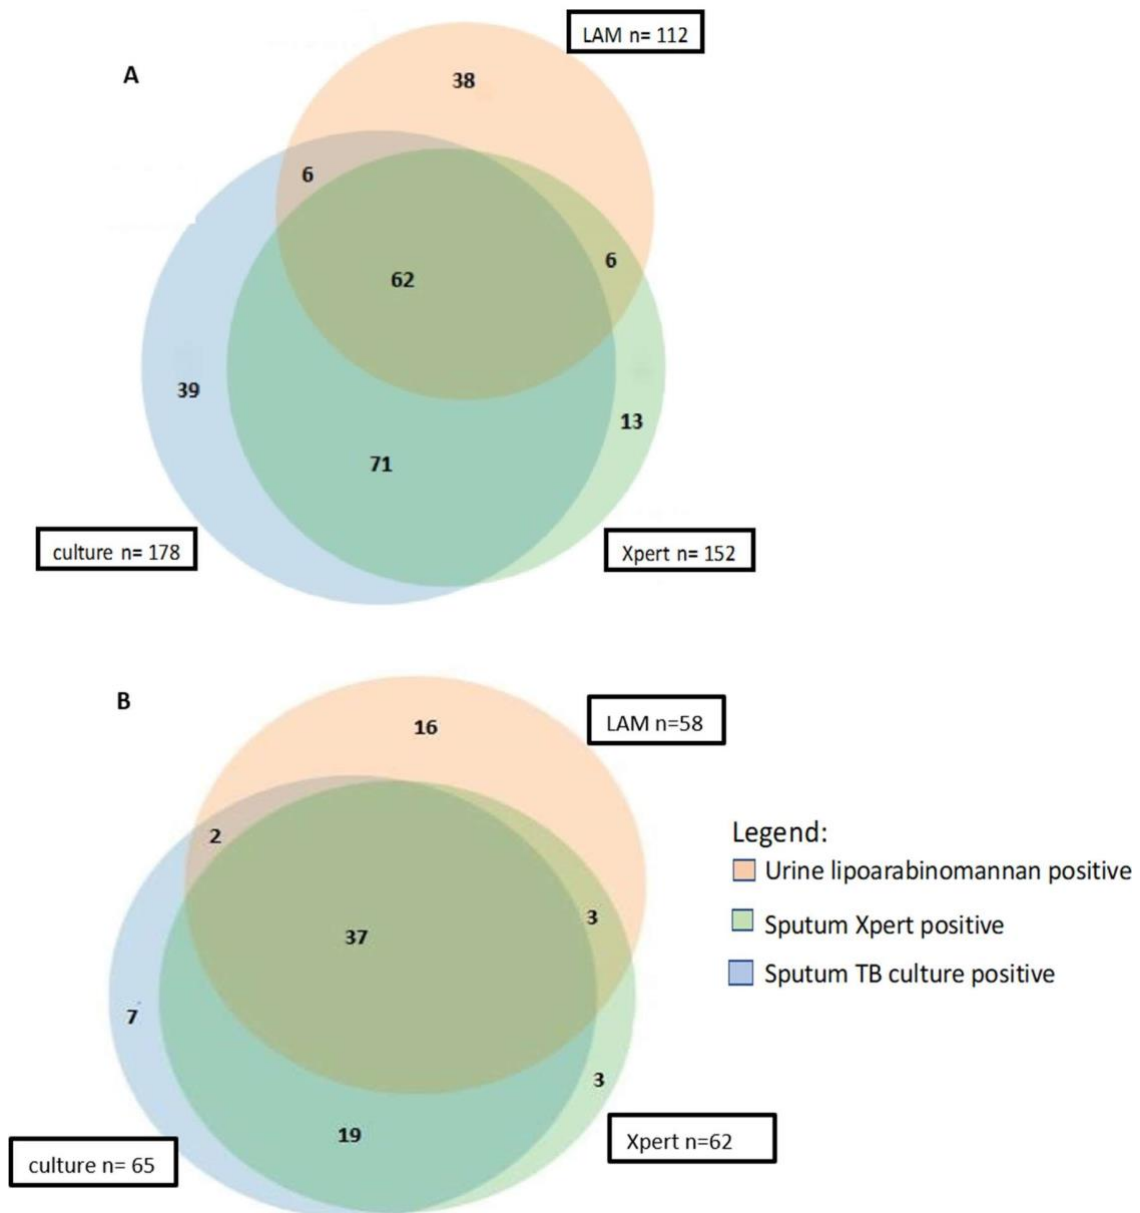 LAM n= 112
A
38
6
6
62
39
13
71
culture n= 178
Xpert n= 152
B
LAM n=58
16
2
Legend:
Urine lipoarabinomannan positive
3
Sputum Xpert positive
37
Sputum TB culture positive
7
3
19
Xpert n=62
culture n= 65